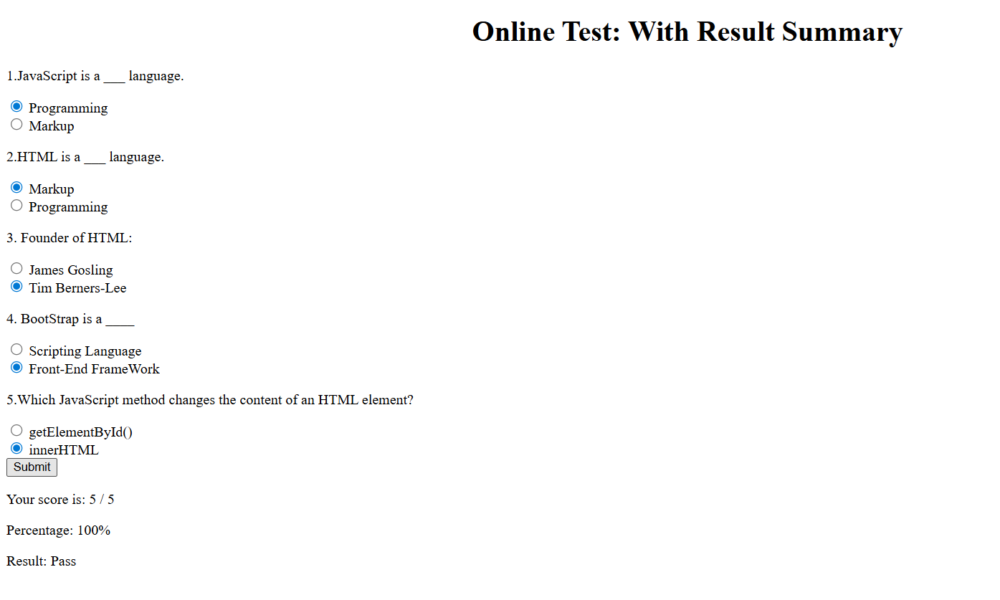 Online Test: With Result Summary
1.JavaScript is a ___ language.
Programming
Markup
2.HTML is a ___ language.
Markup
Programming
3. Founder of HTML:
James Gosling
Tim Berners-Lee
4. BootStrap is a ____
Scripting Language
Front-End FrameWork
5.Which JavaScript method changes the content of an HTML element?
getElementById()
innerHTML
Submit
Your score is: 5 / 5
Percentage: 100%
Result: Pass